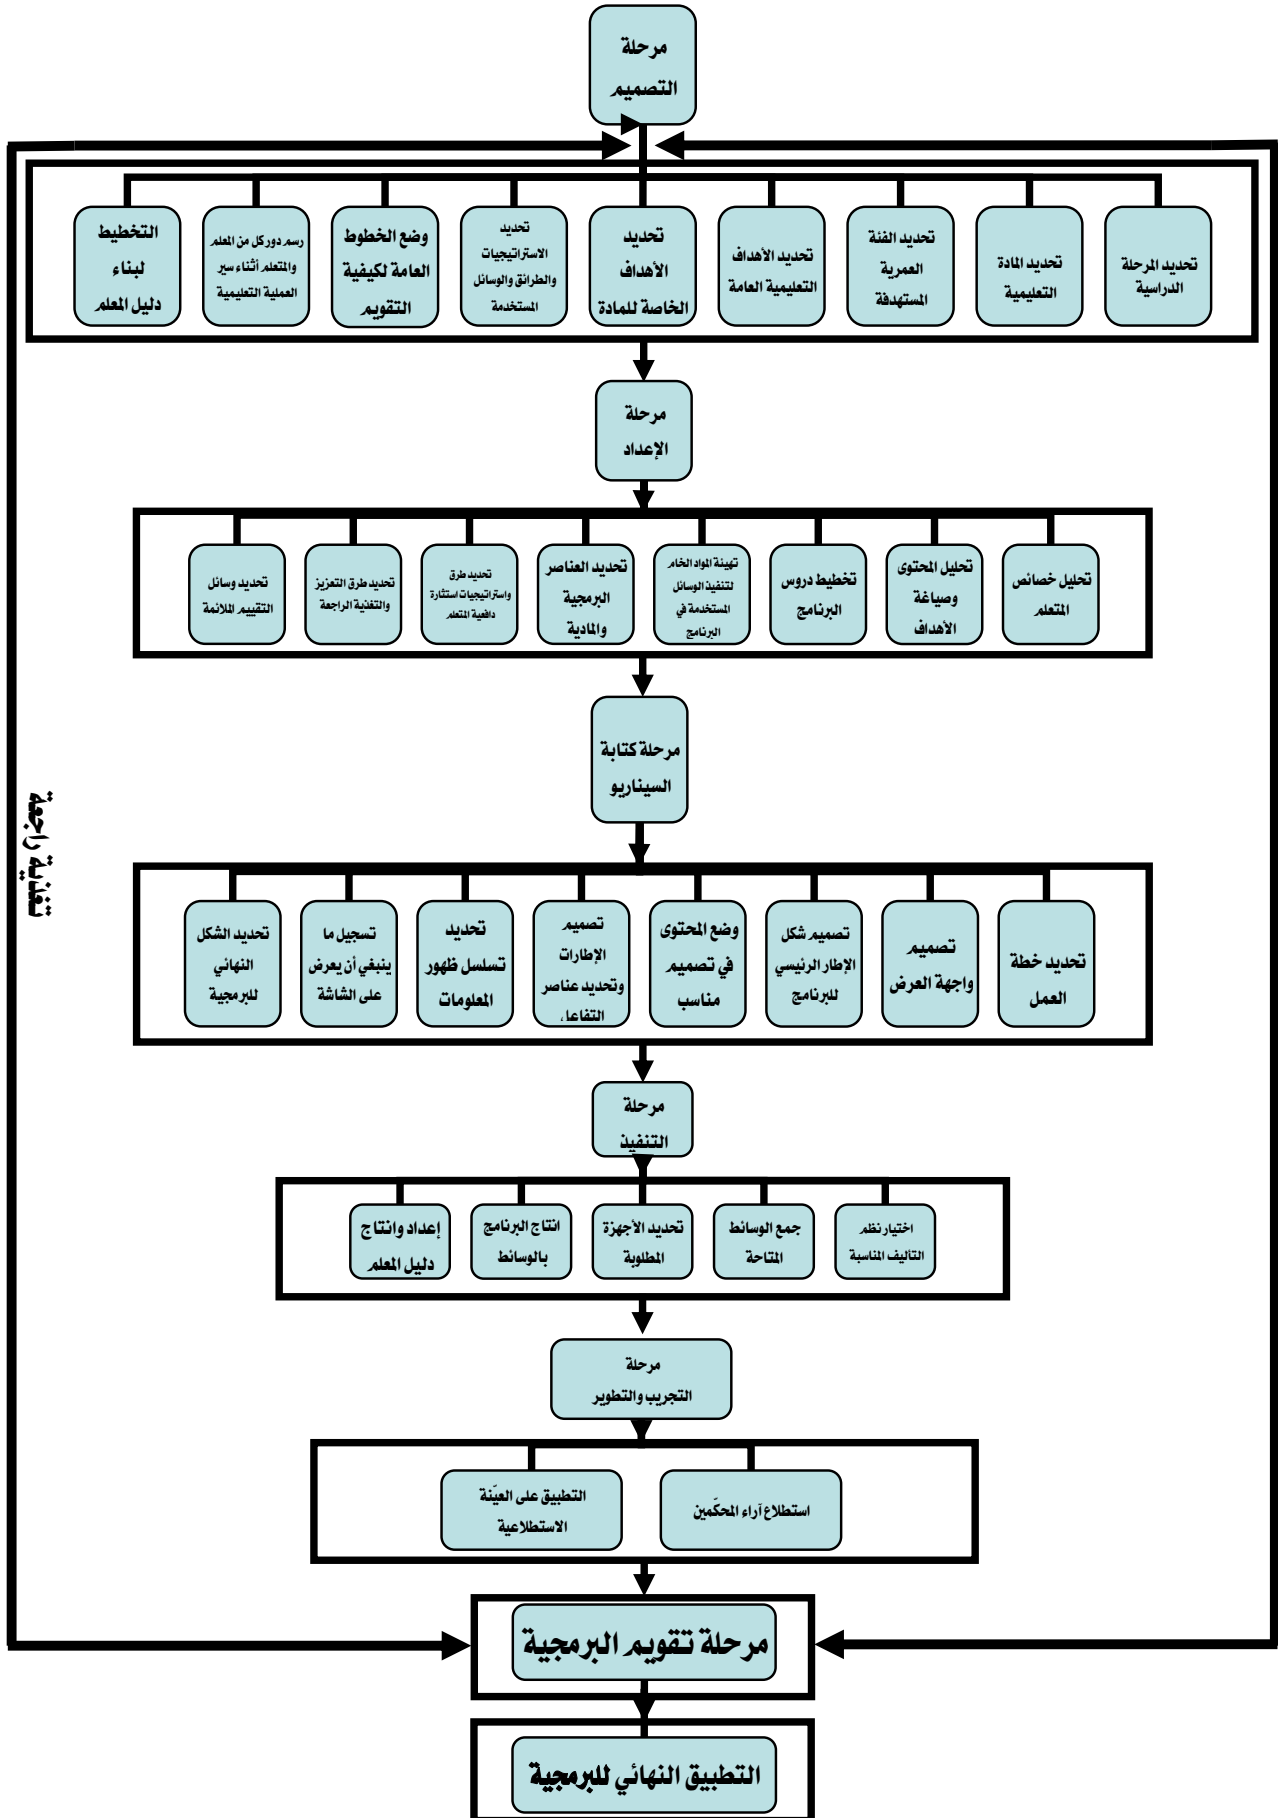 مرحلة
التصميم
تحديد المرحلة
الدراسية
تحديد المادة
التعليمية
تحديد الفئة
العمرية
المستهدفة
تحديد الأهداف
التعليمية العامة
تحديد
الأهداف
الخاصة للمادة
تحديد
الاستراتيجيات
والطرائق والوسائل
المستخدمة
وضع الخطوط
العامة لكيفية
التقويم
رسم دور كل من المعلم
والمتعلم أثناء سير
العملية التعليمية
التخطيط
لبناء
دليل المعلم
مرحلة
الإعداد
تحليل خصائص
المتعلم
تحليل المحتوى
وصياغة
الأهداف
تخطيط دروس
البرنامج
تهيئة المواد الخام
لتنفيذ الوسائل
المستخدمة في
البرنامج
تحديد العناصر
البرمجية
والمادية
تحديد طرق
واستراتيجيات استثارة
دافعية المتعلم
تحديد طرق التعزيز
والتغذية الراجعة
تحديد وسائل
التقييم الملائمة
مرحلة كتابة
السيناريو
تحديد خطة
العمل
تصميم
واجهة العرض
تصميم شكل
الإطار الرئيسي
للبرنامج
وضع المحتوى
في تصميم
مناسب
تصميم
الإطارات
وتحديد عناصر
التفاعل
تحديد
تسلسل ظهور
المعلومات
تسجيل ما
ينبغي أن يعرض
على الشاشة
تحديد الشكل
النهائي
للبرمجية
تغذية راجعة
مرحلة
التنفيذ
اختيار نظم
التأليف المناسبة
جمع الوسائط
المتاحة
تحديد الأجهزة
المطلوبة
انتاج البرنامج
بالوسائط
إعداد وانتاج
دليل المعلم
مرحلة
التجريب والتطوير
استطلاع آراء المحكّمين
التطبيق على العيّنة
الاستطلاعية
مرحلة تقويم البرمجية
التطبيق النهائي للبرمجية